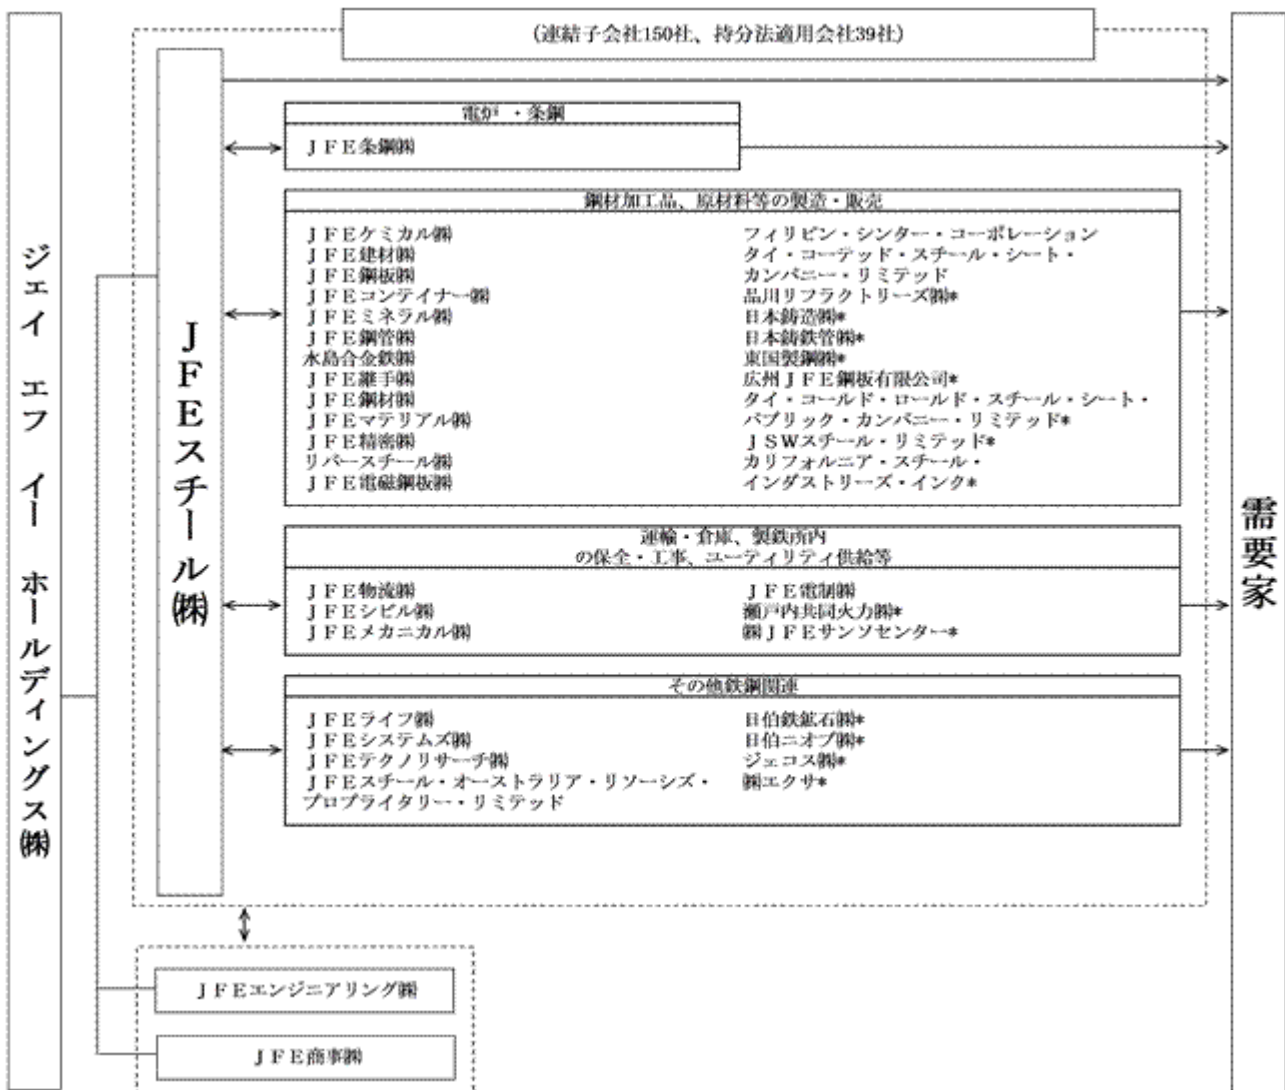 ジェイ エフ イー ホールディングス㈱
(連結子会社150社、持分法適用会社39社)
JFEスチール㈱
電炉・条鋼
JFE条鋼㈱
鋼材加工品、原材料等の製造・販売
JFEケミカル㈱
JFE建材㈱
JFE鋼板㈱
JFEコンテイナー㈱
JFEミネラル㈱
JFE鋼管㈱
水島合金鉄㈱
JFE継手㈱
JFE鋼材㈱
JFEマテリアル㈱
JFE精密㈱
リバースチール㈱
JFE電磁鋼板㈱
フィリピン・シンター・コーポレーション
タイ・コーテッド・スチール・シート・
カンパニー・リミテッド
品川リフラクトリーズ㈱*
日本鋳造㈱*
日本鋳鉄管㈱*
東国製鋼㈱*
広州JFE鋼板有限公司*
タイ・コールド・ロールド・スチール・シート・
パブリック・カンパニー・リミテッド*
JSWスチール・リミテッド*
カリフォルニア・スチール・
インダストリーズ・インク*
運輸・倉庫、製鉄所内
の保全・工事、ユーティリティ供給等
JFE物流㈱
JFEシビル㈱
JFEメカニカル㈱
JFE電制㈱
瀬戸内共同火力㈱*
㈱JFEサンソセンター*
その他鉄鋼関連
JFEライフ㈱
JFEシステムズ㈱
JFEテクノリサーチ㈱
JFEスチール・オーストラリア・リソーシズ・
プロプライタリー・リミテッド
日伯鉄鉱石㈱*
日伯ニオブ㈱*
ジェコス㈱*
㈱エクサ*
需要家
JFEエンジニアリング㈱
JFE商事㈱